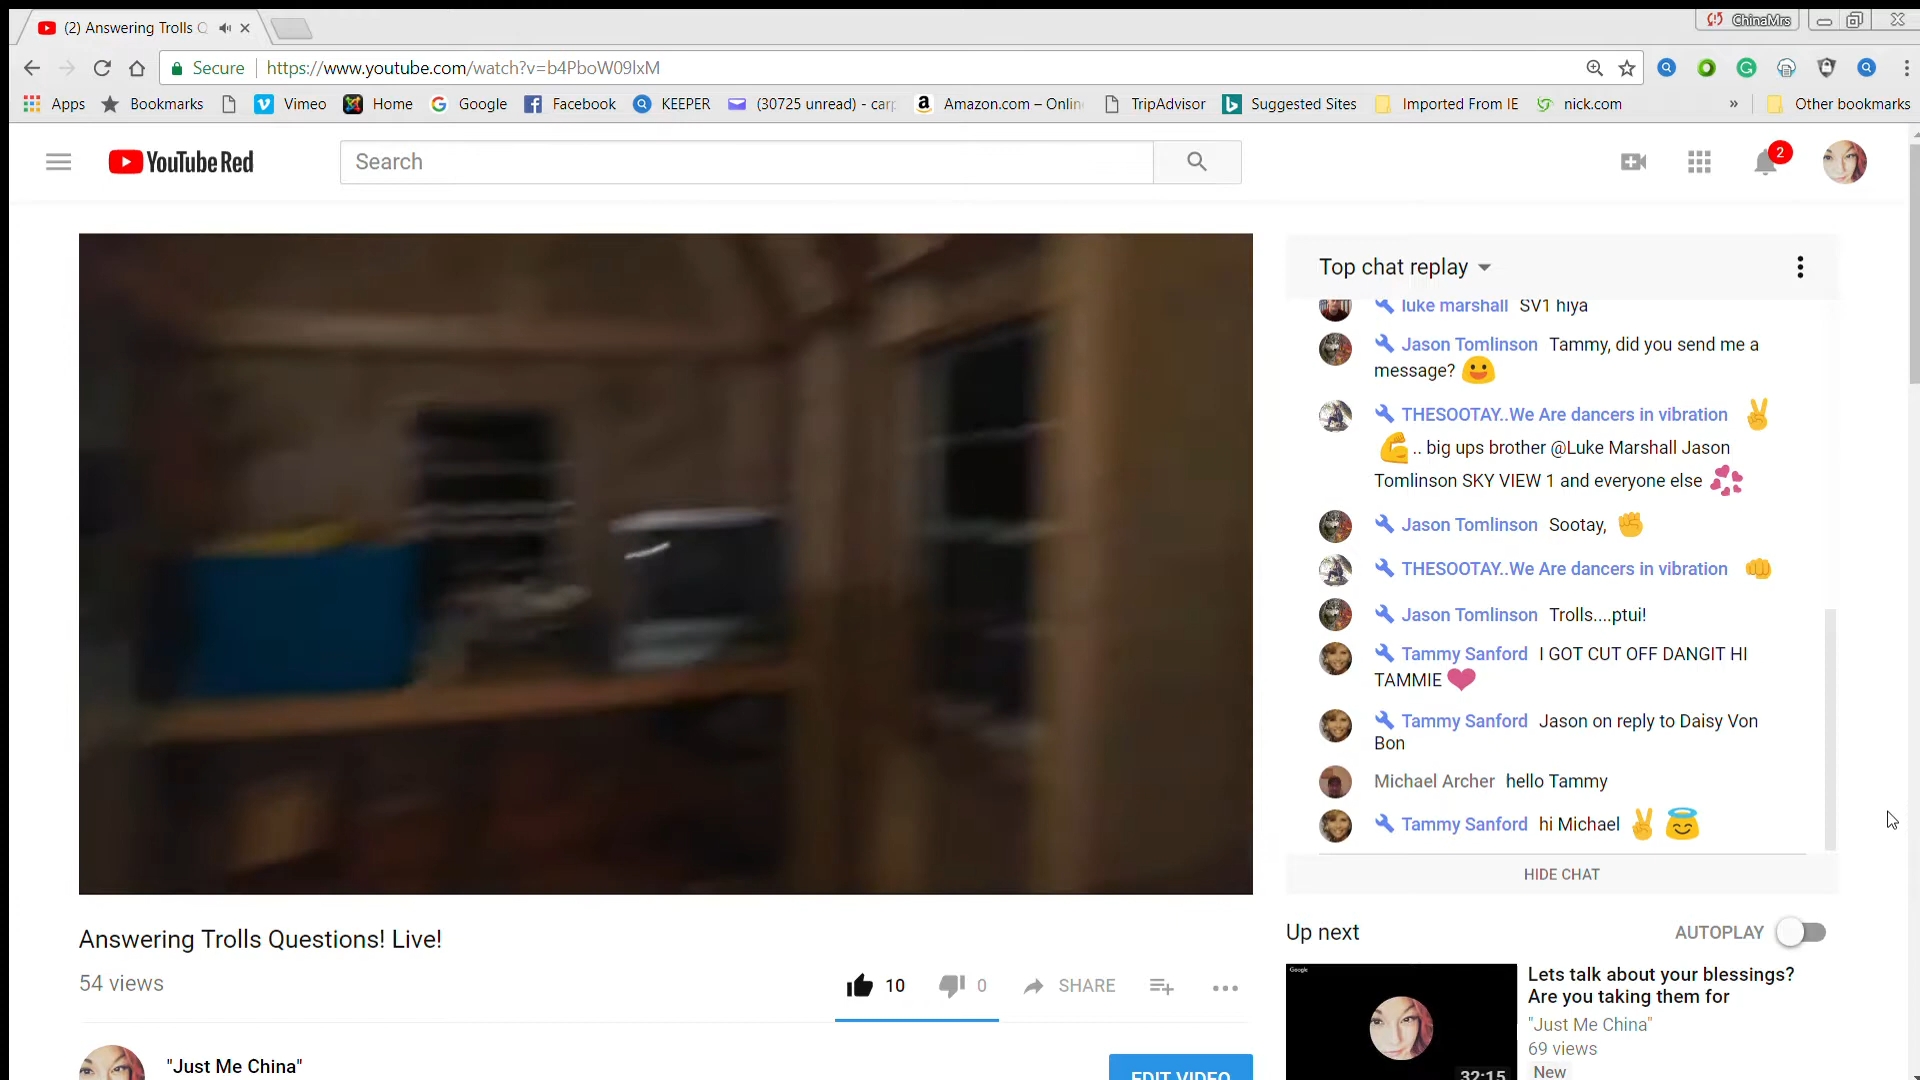 (2) Answering Trolls Q
ChinaMrs
Secure
https://www.youtube.com/watch?v=b4PboW09lxM
Apps
Bookmarks
Vimeo
Home
Google
Facebook
KEEPER
(30725 unread) - carp
Amazon.com – Onlin
TripAdvisor
Suggested Sites
Imported From IE
nick.com
»
Other bookmarks
YouTube Red
Search
2
Top chat replay
luke marshall SV1 hiya
Jason Tomlinson Tammy, did you send me a
message? 😀
THESOOTAY..We Are dancers in vibration ✌
💪.. big ups brother @Luke Marshall Jason
Tomlinson SKY VIEW 1 and everyone else 💞
Jason Tomlinson Sootay, ✊
THESOOTAY..We Are dancers in vibration 👊
Jason Tomlinson Trolls....ptui!
Tammy Sanford I GOT CUT OFF DANGIT HI
TAMMIE ❤
Tammy Sanford Jason on reply to Daisy Von
Bon
Michael Archer hello Tammy
Tammy Sanford hi Michael ✌ 😇
HIDE CHAT
Answering Trolls Questions! Live!
54 views
10
0
SHARE
"Just Me China"
EDIT VIDEO
Up next
AUTOPLAY
Google
32:15
Lets talk about your blessings?
Are you taking them for
"Just Me China"
69 views
New